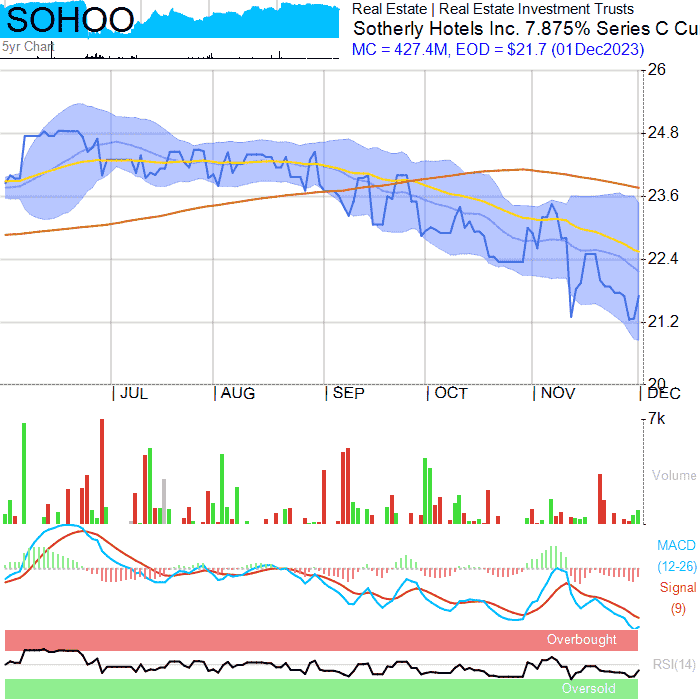 SOHOO
5yr Chart
Real Estate | Real Estate Investment Trusts
Sotherly Hotels Inc. 7.875% Series C Cu
MC = 427.4M, EOD = $21.7 (01Dec2023)
26
24.8
23.6
22.4
21.2
20
JUL
AUG
SEP
OCT
NOV
DEC
7k
Volume
MACD
(12-26)
Signal
(9)
Overbought
RSI(14)
Oversold